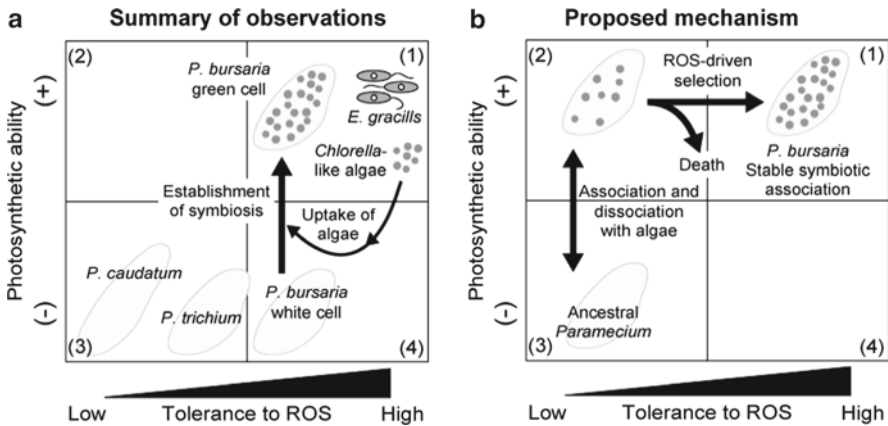 a
Summary of observations
(2)
(1)
P. bursaria
green cell
E. gracills
Chlorella-
like algae
Establishment
of symbiosis
Uptake of
algae
P. caudatum
P. trichium
P. bursaria
white cell
(3)
(4)
Photosynthetic ability
(+)
(-)
Low
Tolerance to ROS
High
b
Proposed mechanism
(2)
(1)
ROS-driven
selection
Death
P. bursaria
Stable symbiotic
association
Association and
dissociation
with algae
Ancestral
Paramecium
(3)
(4)
Photosynthetic ability
(+)
(-)
Low
Tolerance to ROS
High